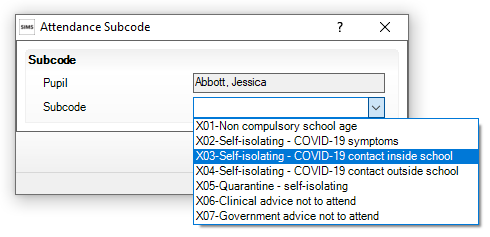 SIMS Attendance Subcode ?
Subcode
Pupil Abbott, Jessica
Subcode
X01-Non compulsory school age
X02-Self-isolating - COVID-19 symptoms
X03-Self-isolating - COVID-19 contact inside school
X04-Self-isolating - COVID-19 contact outside school
X05-Quarantine - self-isolating
X06-Clinical advice not to attend
X07-Government advice not to attend